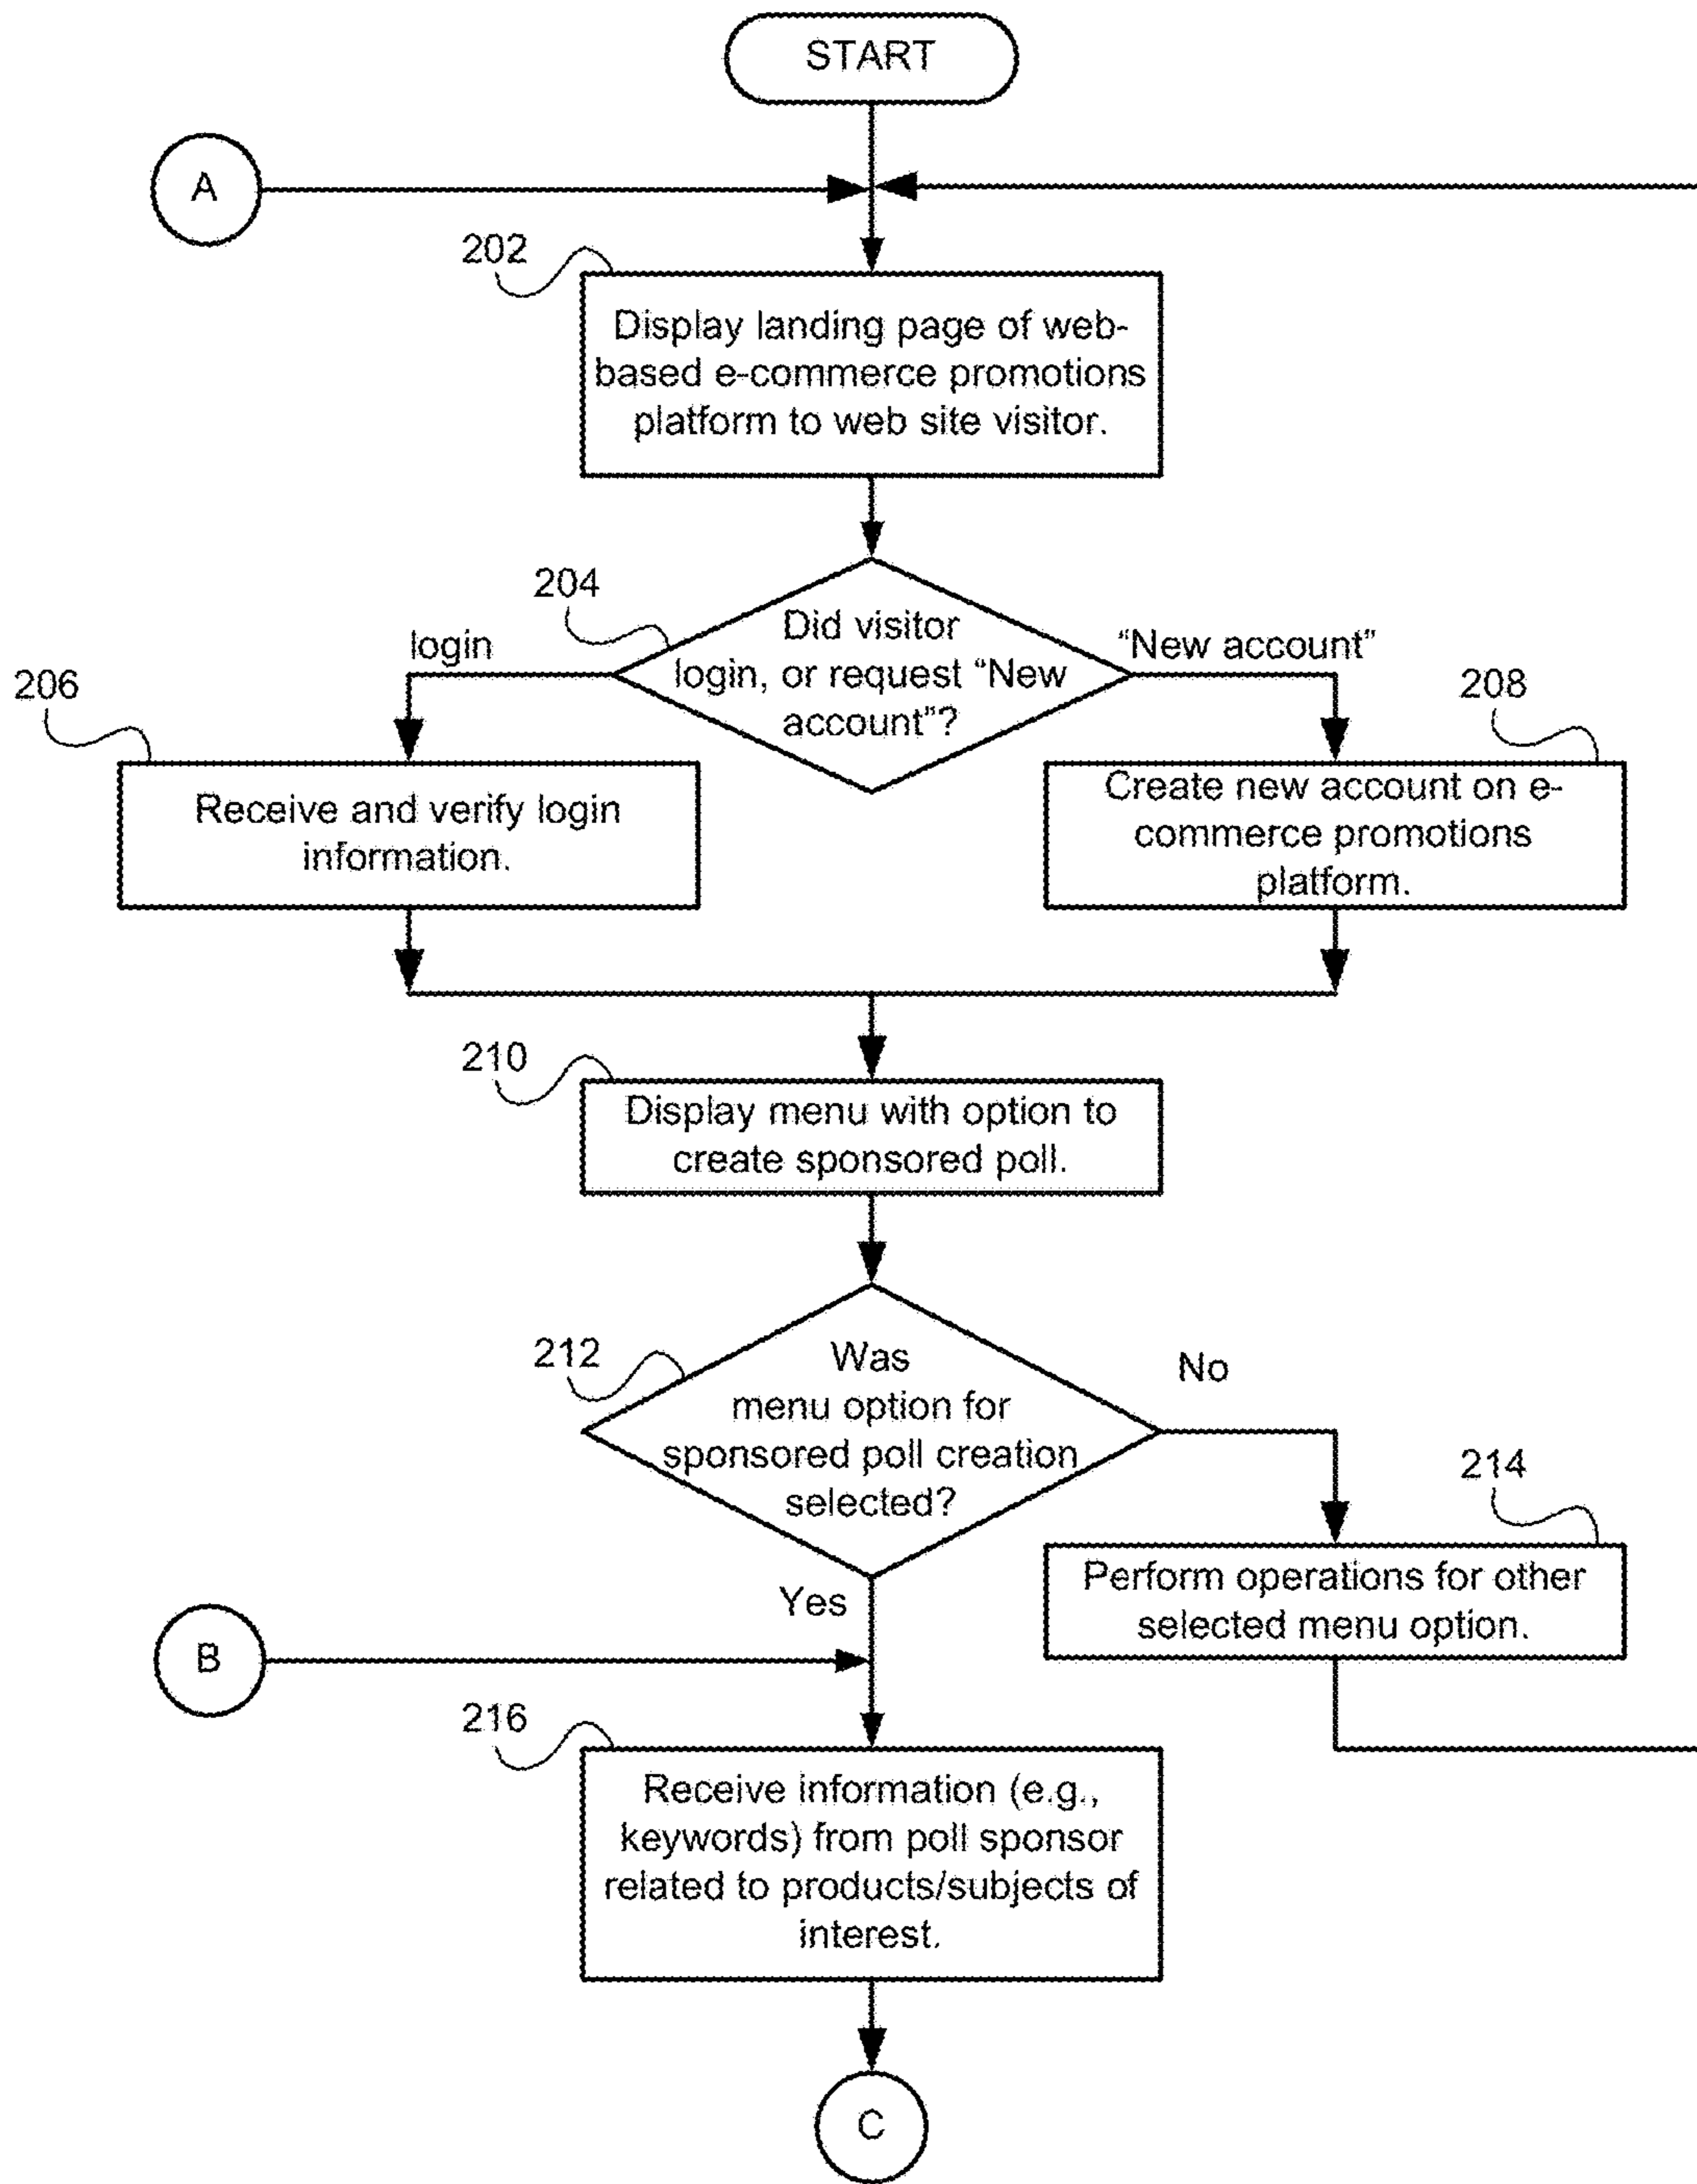 START
A
202
Display landing page of web-
based e-commerce promotions
platform to web site visitor.
204
Did visitor
login, or request “New
account”?
login
“New account”
206
Receive and verify login
information.
208
Create new account on e-
commerce promotions
platform.
210
Display menu with option to
create sponsored poll.
212
Was
menu option for
sponsored poll creation
selected?
No
214
Perform operations for other
selected menu option.
Yes
B
216
Receive information (e.g.,
keywords) from poll sponsor
related to products/subjects of
interest.
C